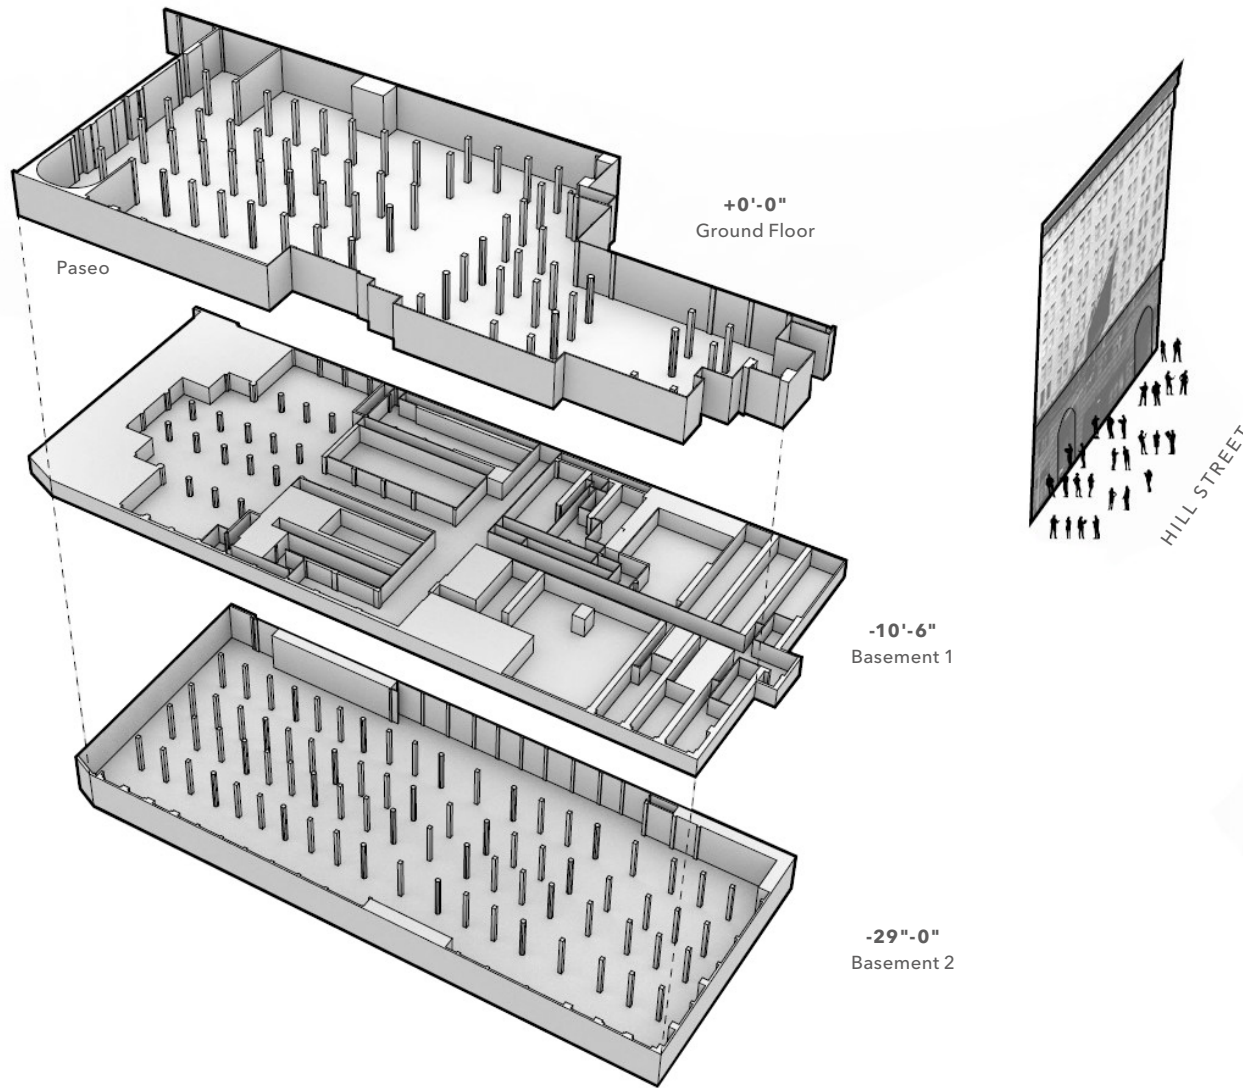 +0'-0"
Ground Floor
Paseo
HILL STREET
-10'-6"
Basement 1
-29"-0"
Basement 2